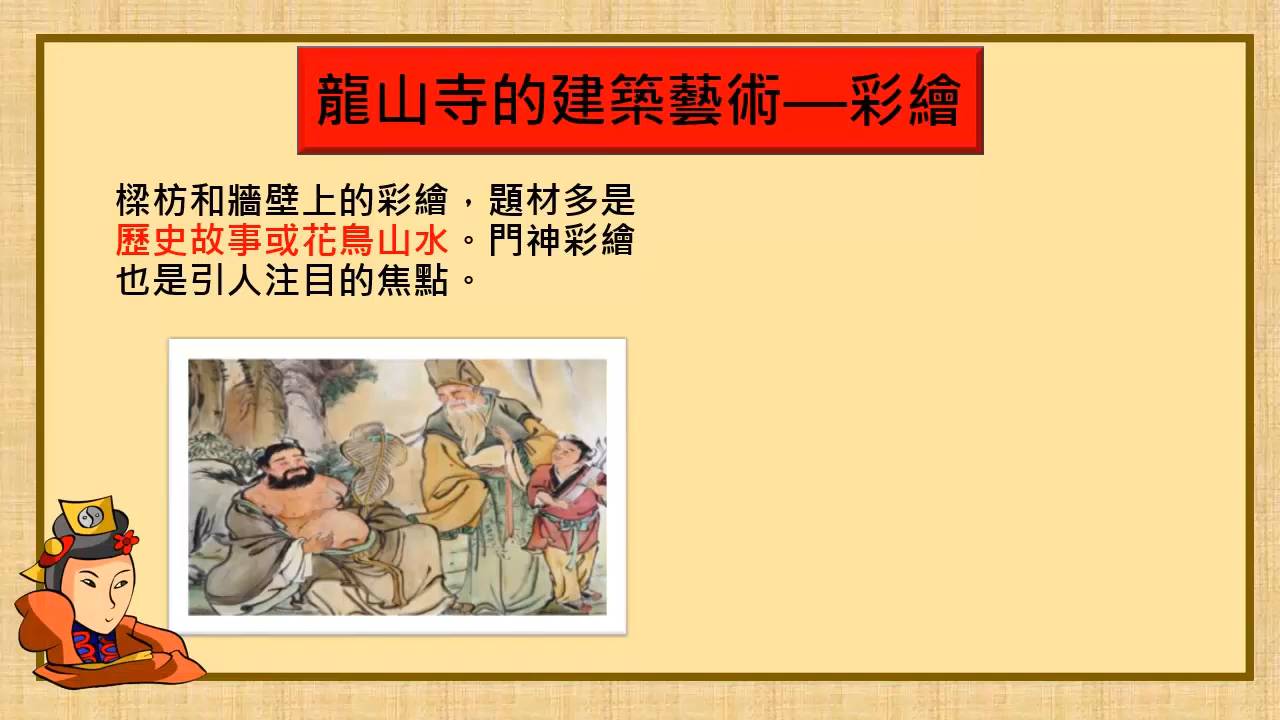 龍山寺的建築藝術—彩繪
樑枋和牆壁上的彩繪，題材多是
歷史故事或花鳥山水。門神彩繪
也是引人注目的焦點。